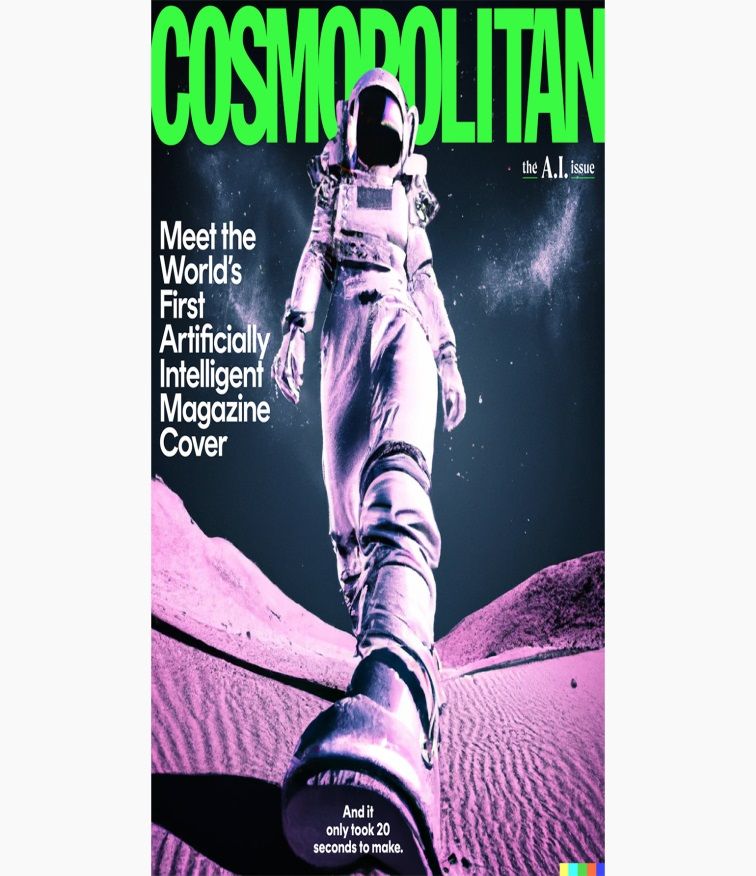 COSMOPOLITAN
the A.I. issue
Meet the
World's
First
Artificially
Intelligent
Magazine
Cover
And it
only took 20
seconds to make.